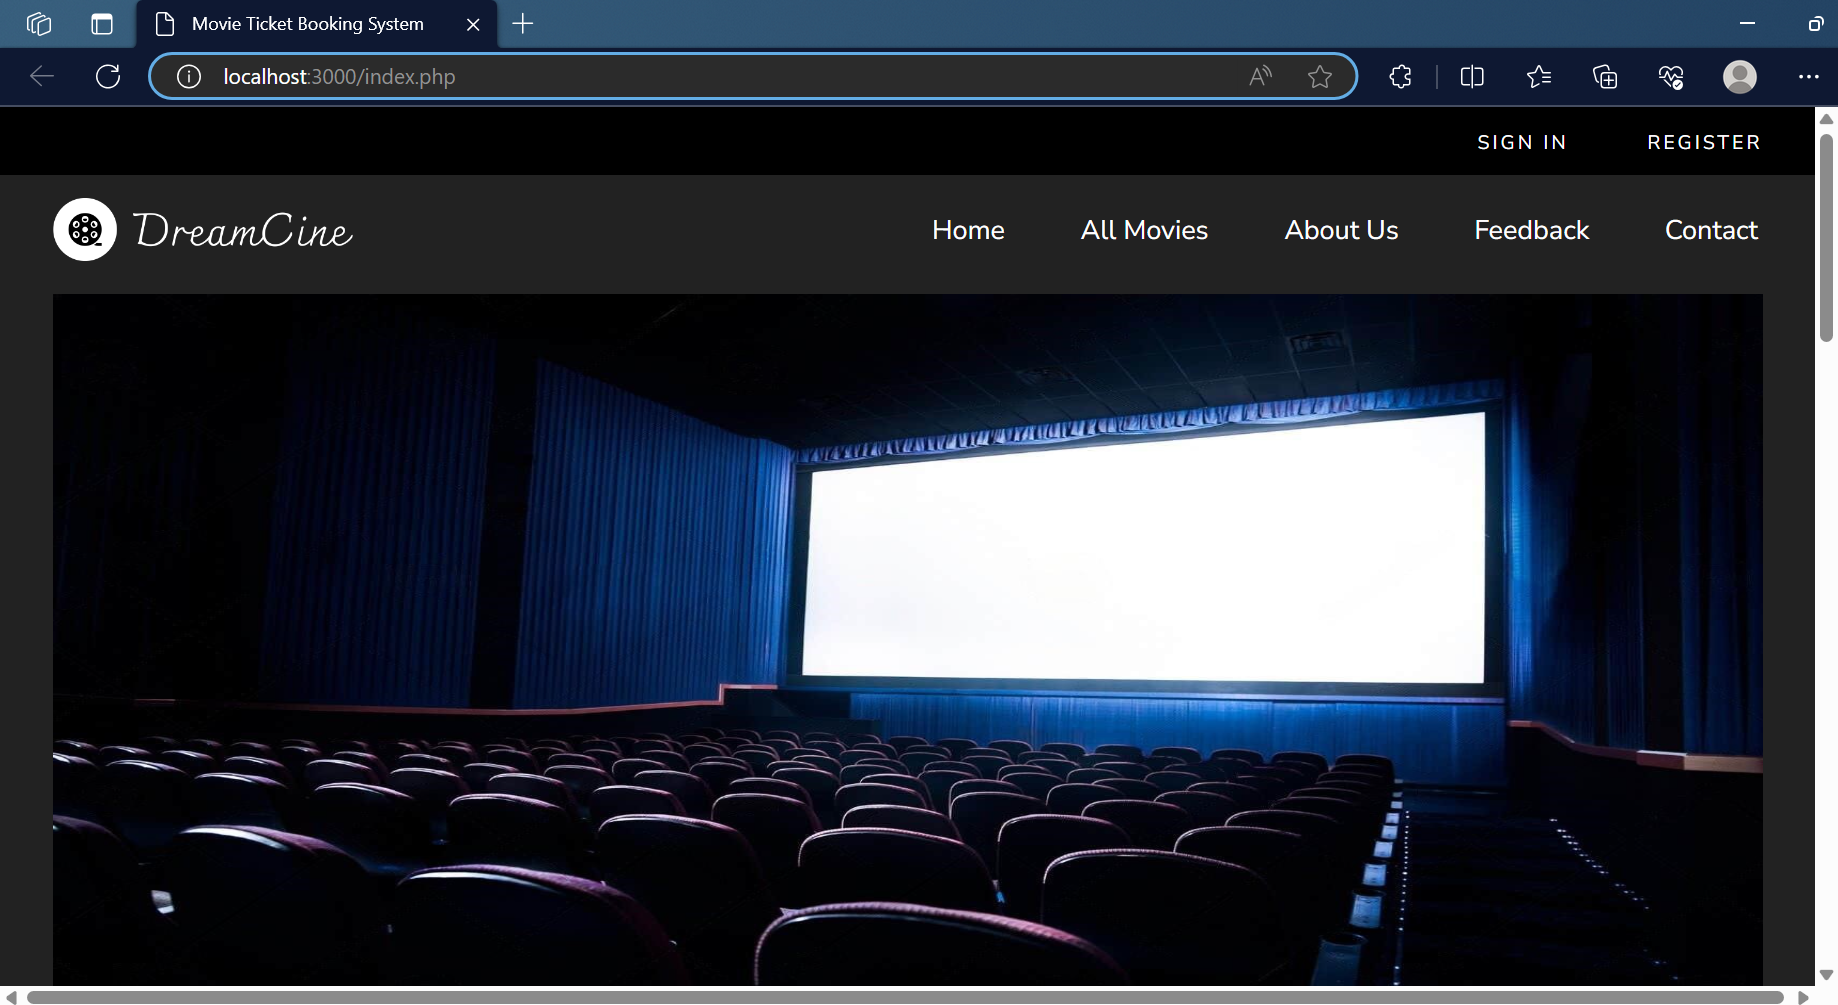 Movie Ticket Booking System
localhost:3000/index.php
SIGN IN REGISTER
DreamCine Home All Movies About Us Feedback Contact